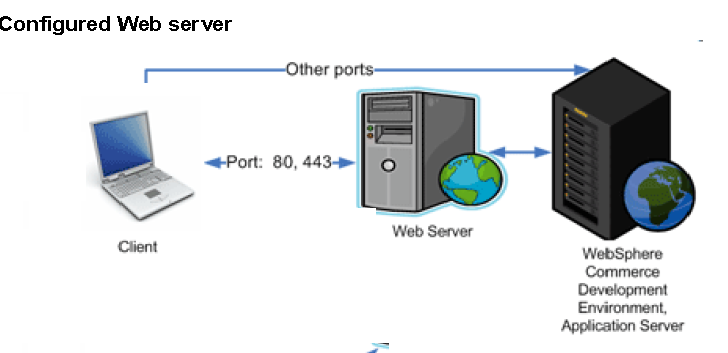 Configured Web server
Other ports
Port: 80, 443
Client
Web Server
WebSphere
Commerce
Development
Environment,
Application Server